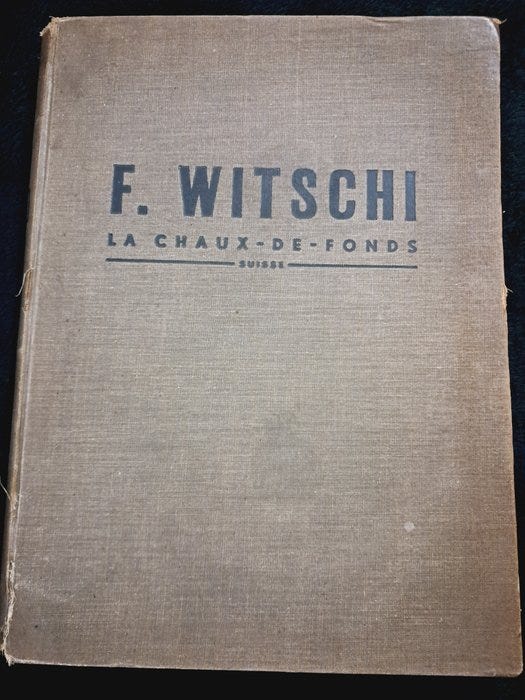 F. WITSCHI
LA CHAUX-DE-FONDS
SUISSE